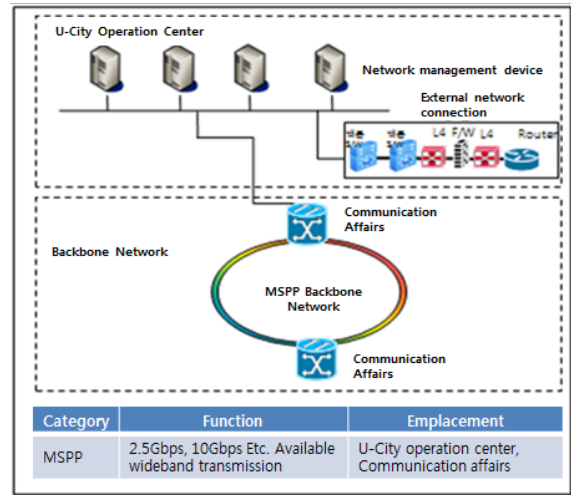 U-City Operation Center
Network management device
External network
connection
L4 F/W L4 Router
Communication
Affairs
Backbone Network
MSPP Backbone
Network
Communication
Affairs
Category Function Emplacement
MSPP 2.5Gbps, 10Gbps Etc. Available U-City operation center,
wideband transmission Communication affairs